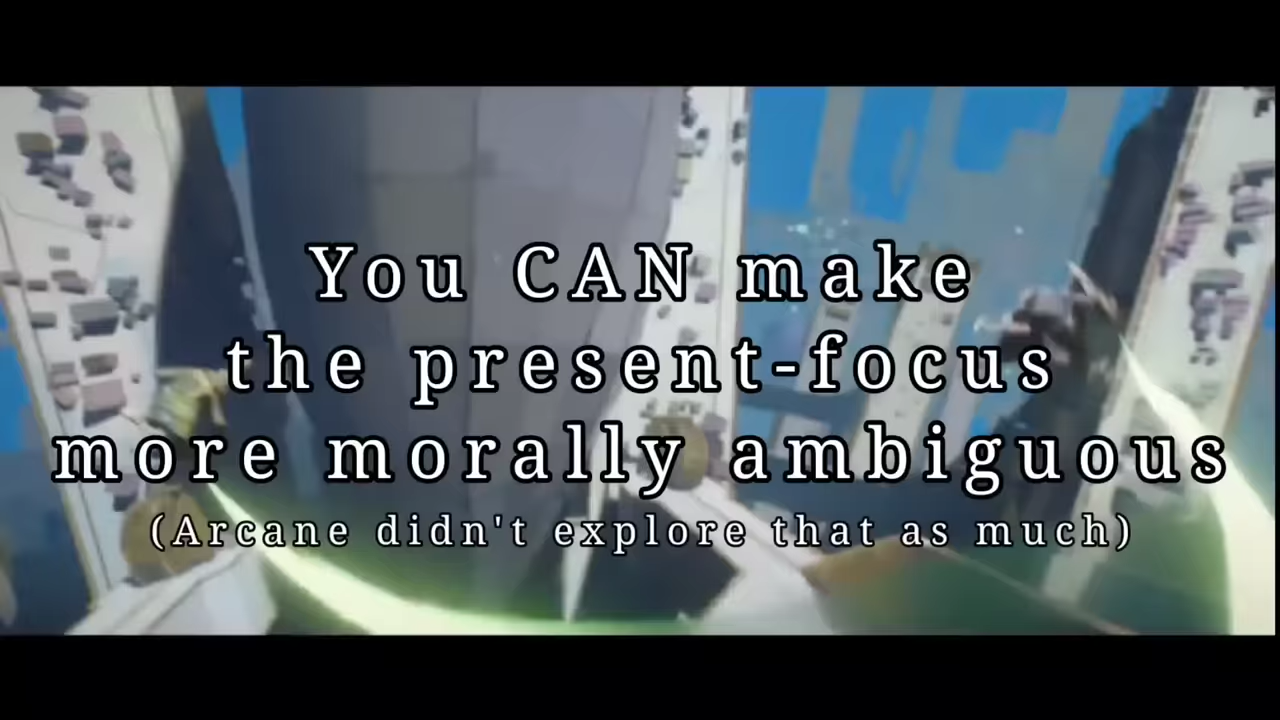 You CAN make
the present-focus
more morally ambiguous
(Arcane didn't explore that as much)